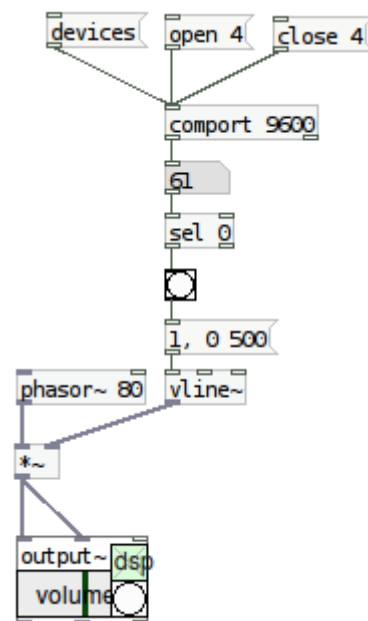 devices open 4 close 4
comport 9600
61
sel 0
1, 0 500
phasor~ 80 vline~
*~
output~ dsp
volume